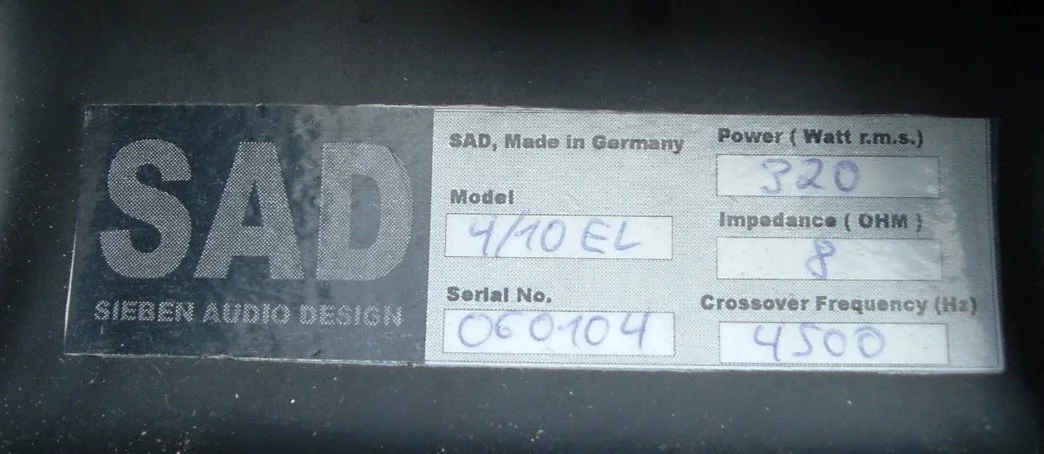 SAD
SIEBEN AUDIO DESIGN
SAD, Made in Germany
Model
4/10 EL
Serial No.
060104
Power ( Watt r.m.s.)
320
Impedance ( OHM )
8
Crossover Frequency (Hz)
4500